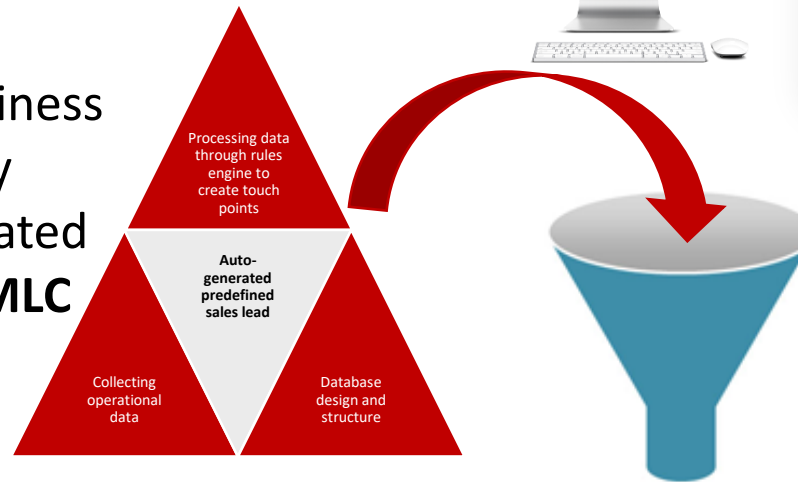 iness
y
ated
MLC
Processing data
through rules
engine to
create touch
points
Auto-
generated
predefined
sales lead
Collecting
operational
data
Database
design and
structure